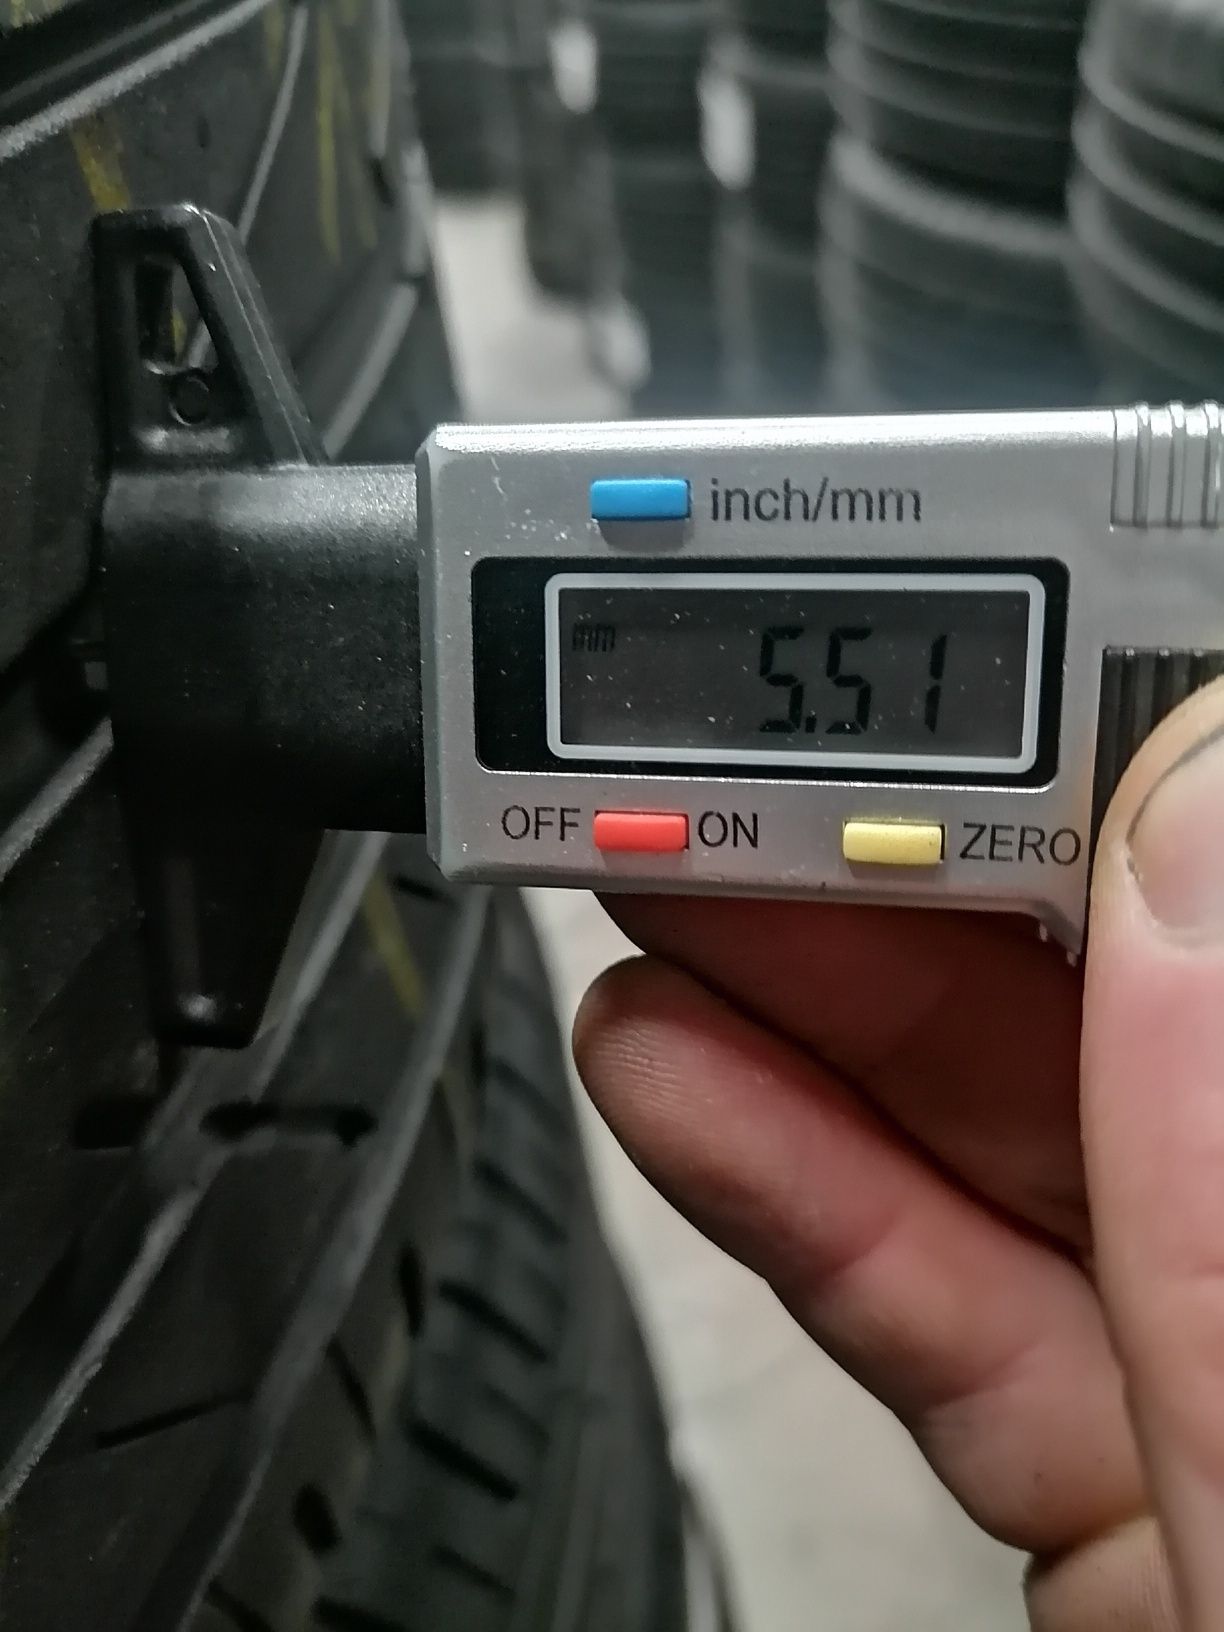 inch/mm
mm 5.51
OFF ON ZERO